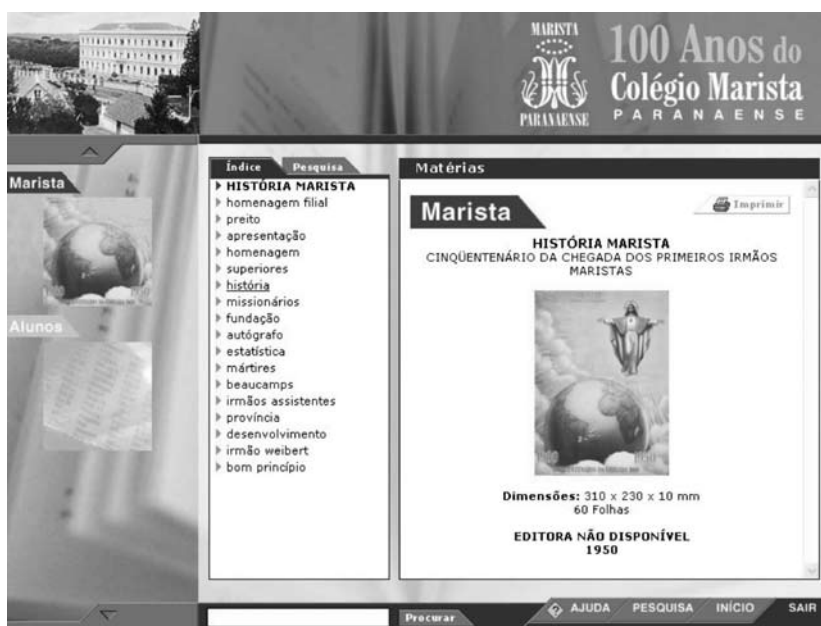 MARISTA
PARANAENSE
100 Anos do
Colégio Marista
PARANAENSE
Marista
Alunos
Índice
Pesquisa
HISTÓRIA MARISTA
homenagem filial
preito
apresentação
homenagem
superiores
história
missionários
fundação
autógrafo
estatística
mártires
beaucamps
irmãos assistentes
província
desenvolvimento
irmão weibert
bom princípio
Matérias
Marista
Imprimir
HISTÓRIA MARISTA
CINQÜENTENÁRIO DA CHEGADA DOS PRIMEIROS IRMÃOS
MARISTAS
Dimensões: 310 x 230 x 10 mm
60 Folhas
EDITORA NÃO DISPONÍVEL
1950
Procurar
AJUDA
PESQUISA
INÍCIO
SAIR